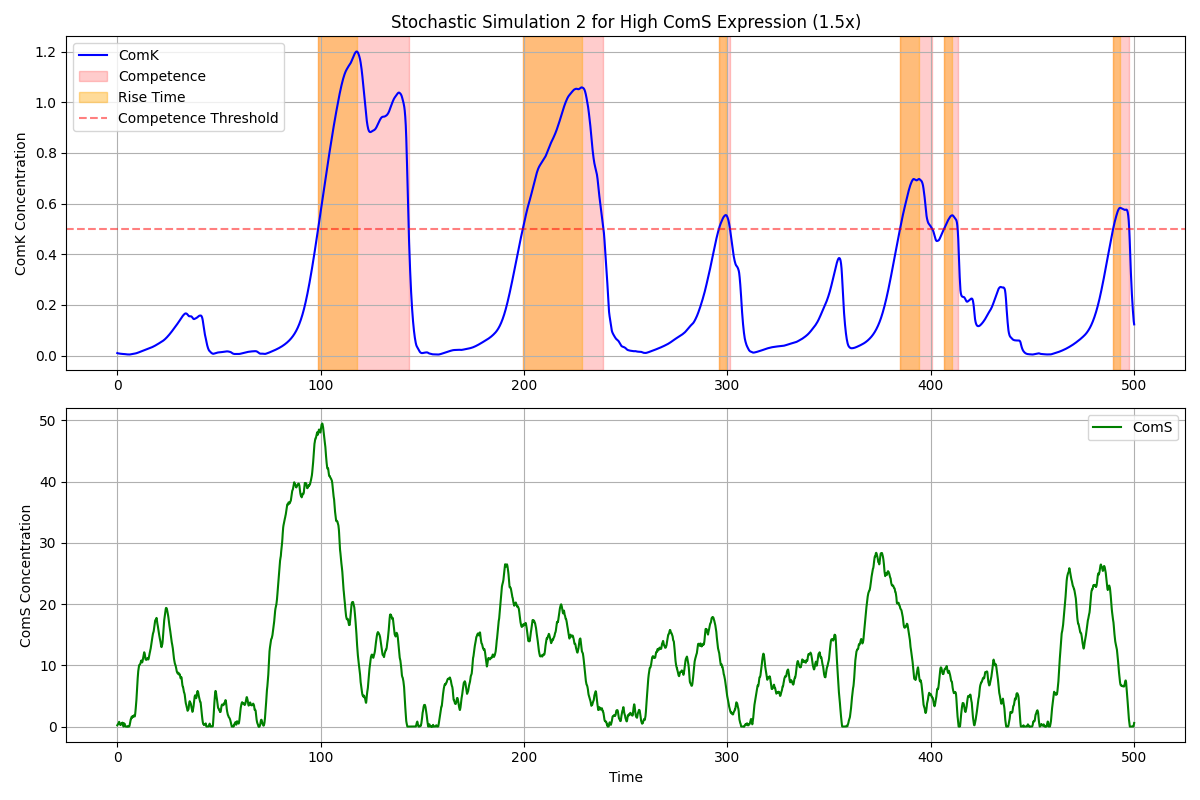 Stochastic Simulation 2 for High ComS Expression (1.5x)
ComK
Competence
Rise Time
Competence Threshold
ComK Concentration
1.2
1.0
0.8
0.6
0.4
0.2
0.0
0 100 200 300 400 500
ComS
ComS Concentration
50
40
30
20
10
0
0 100 200 300 400 500
Time